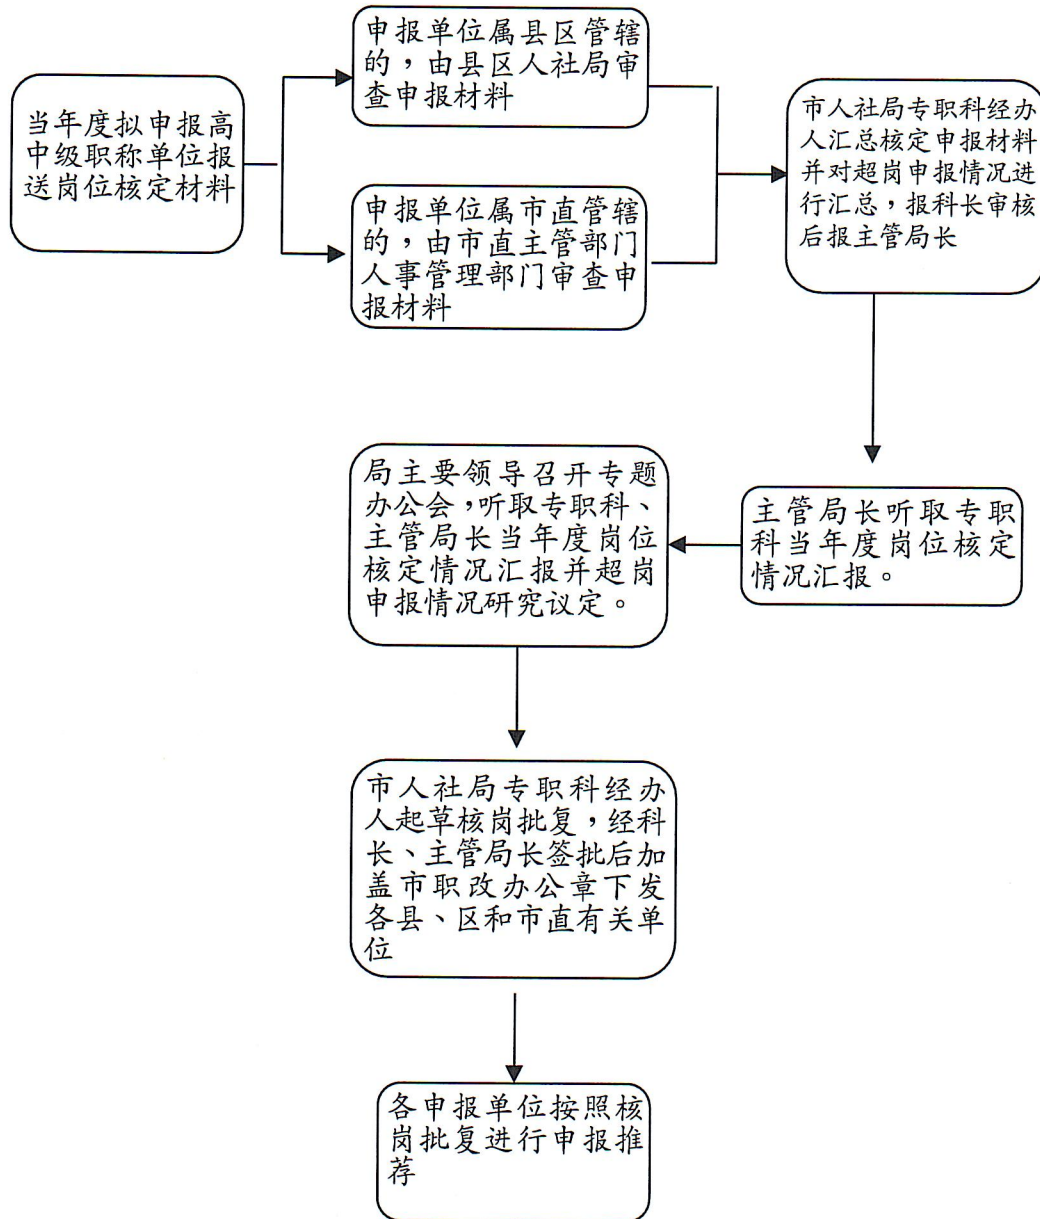 当年度拟申报高
中级职称单位报
送岗位核定材料
申报单位属县区管辖
的，由县区人社局审
查申报材料
申报单位属市直管辖
的，由市直主管部门
人事管理部门审查申
报材料
市人社局专职科经办
人汇总核定申报材料
并对超岗申报情况进
行汇总，报科长审核
后报主管局长
主管局长听取专职
科当年度岗位核定
情况汇报。
局主要领导召开专题
办公会，听取专职科、
主管局长当年度岗位
核定情况汇报并超岗
申报情况研究议定。
市人社局专职科经办
人起草核岗批复，经科
长、主管局长签批后加
盖市职改办公章下发
各县、区和市直有关单
位
各申报单位按照核
岗批复进行申报推
荐